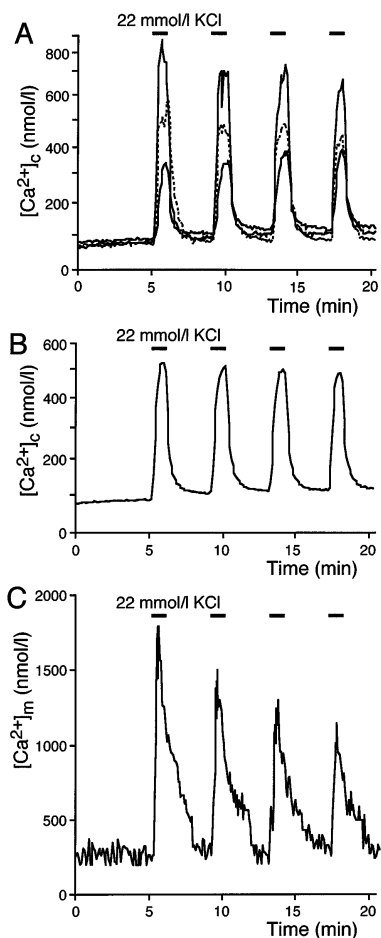 A
22 mmol/l KCl
[Ca2+]c (nmol/l)
800
600
400
200
0
0 5 10 15 20
Time (min)
B
22 mmol/l KCl
[Ca2+]c (nmol/l)
600
400
200
0
0 5 10 15 20
Time (min)
C
22 mmol/l KCl
[Ca2+]m (nmol/l)
2000
1500
1000
500
0
0 5 10 15 20
Time (min)